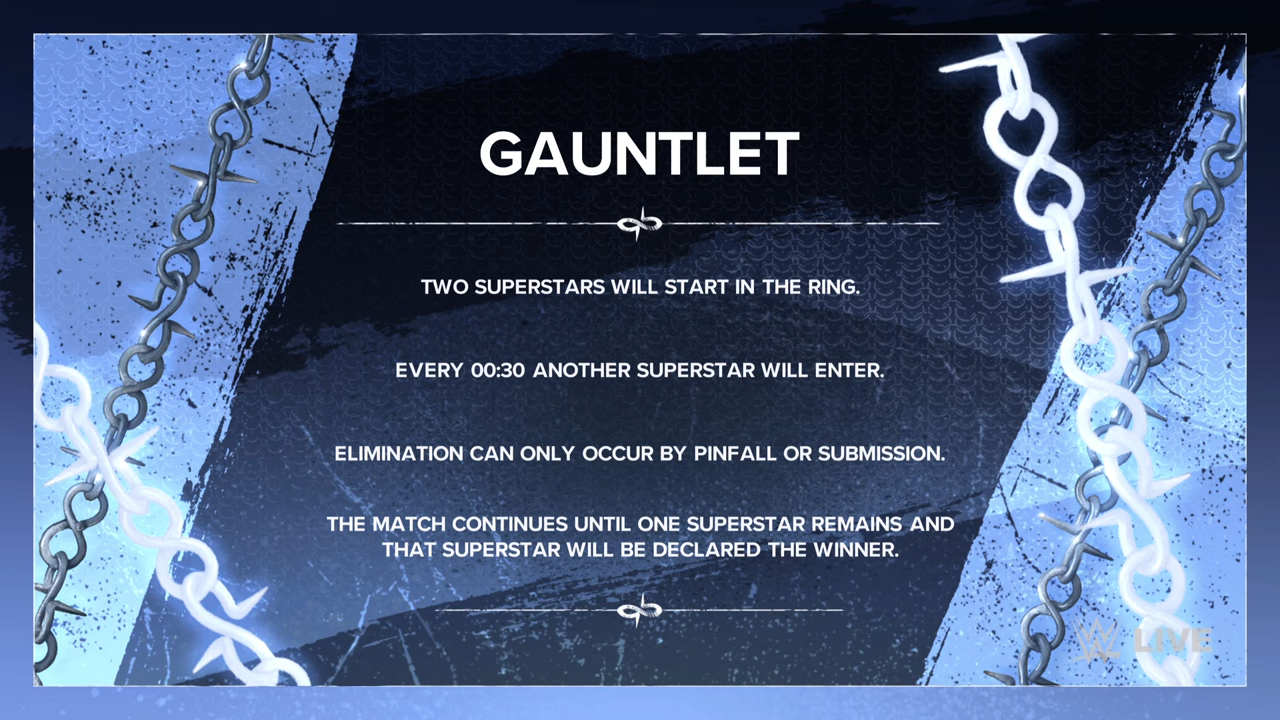 GAUNTLET
TWO SUPERSTARS WILL START IN THE RING.
EVERY 00:30 ANOTHER SUPERSTAR WILL ENTER.
ELIMINATION CAN ONLY OCCUR BY PINFALL OR SUBMISSION.
THE MATCH CONTINUES UNTIL ONE SUPERSTAR REMAINS AND
THAT SUPERSTAR WILL BE DECLARED THE WINNER.
W LIVE